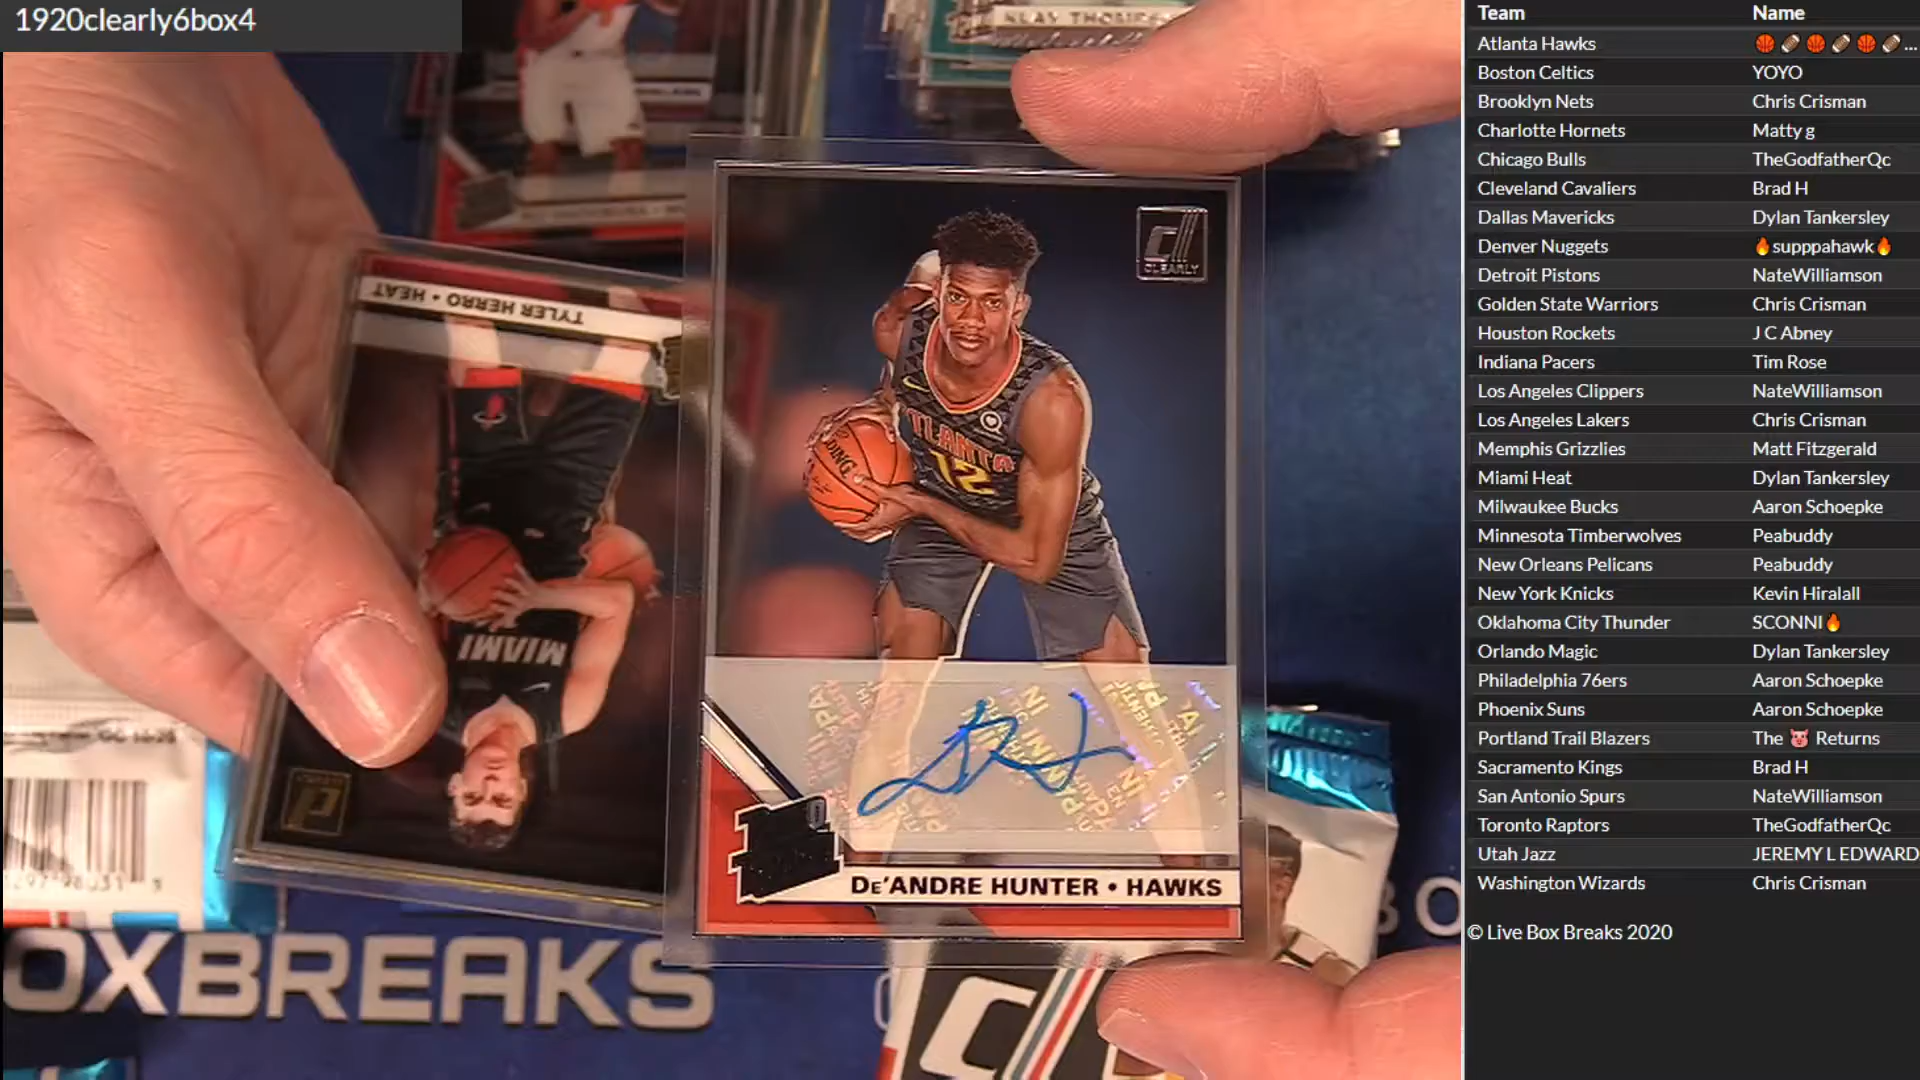 1920clearly6box4
KLAY THOMPS
TYLER HERRO • HEAT
MIAMI
CLEARLY
ATLANTA
12
DE'ANDRE HUNTER • HAWKS
OXBREAKS
BO
Team Name
Atlanta Hawks 🏀🏈🏀🏈🏀🏈...
Boston Celtics YOYO
Brooklyn Nets Chris Crisman
Charlotte Hornets Matty g
Chicago Bulls TheGodfatherQc
Cleveland Cavaliers Brad H
Dallas Mavericks Dylan Tankersley
Denver Nuggets 🔥supppahawk🔥
Detroit Pistons NateWilliamson
Golden State Warriors Chris Crisman
Houston Rockets J C Abney
Indiana Pacers Tim Rose
Los Angeles Clippers NateWilliamson
Los Angeles Lakers Chris Crisman
Memphis Grizzlies Matt Fitzgerald
Miami Heat Dylan Tankersley
Milwaukee Bucks Aaron Schoepke
Minnesota Timberwolves Peabuddy
New Orleans Pelicans Peabuddy
New York Knicks Kevin Hiralall
Oklahoma City Thunder SCONNI🔥
Orlando Magic Dylan Tankersley
Philadelphia 76ers Aaron Schoepke
Phoenix Suns Aaron Schoepke
Portland Trail Blazers The 🐷 Returns
Sacramento Kings Brad H
San Antonio Spurs NateWilliamson
Toronto Raptors TheGodfatherQc
Utah Jazz JEREMY L EDWARD
Washington Wizards Chris Crisman
© Live Box Breaks 2020